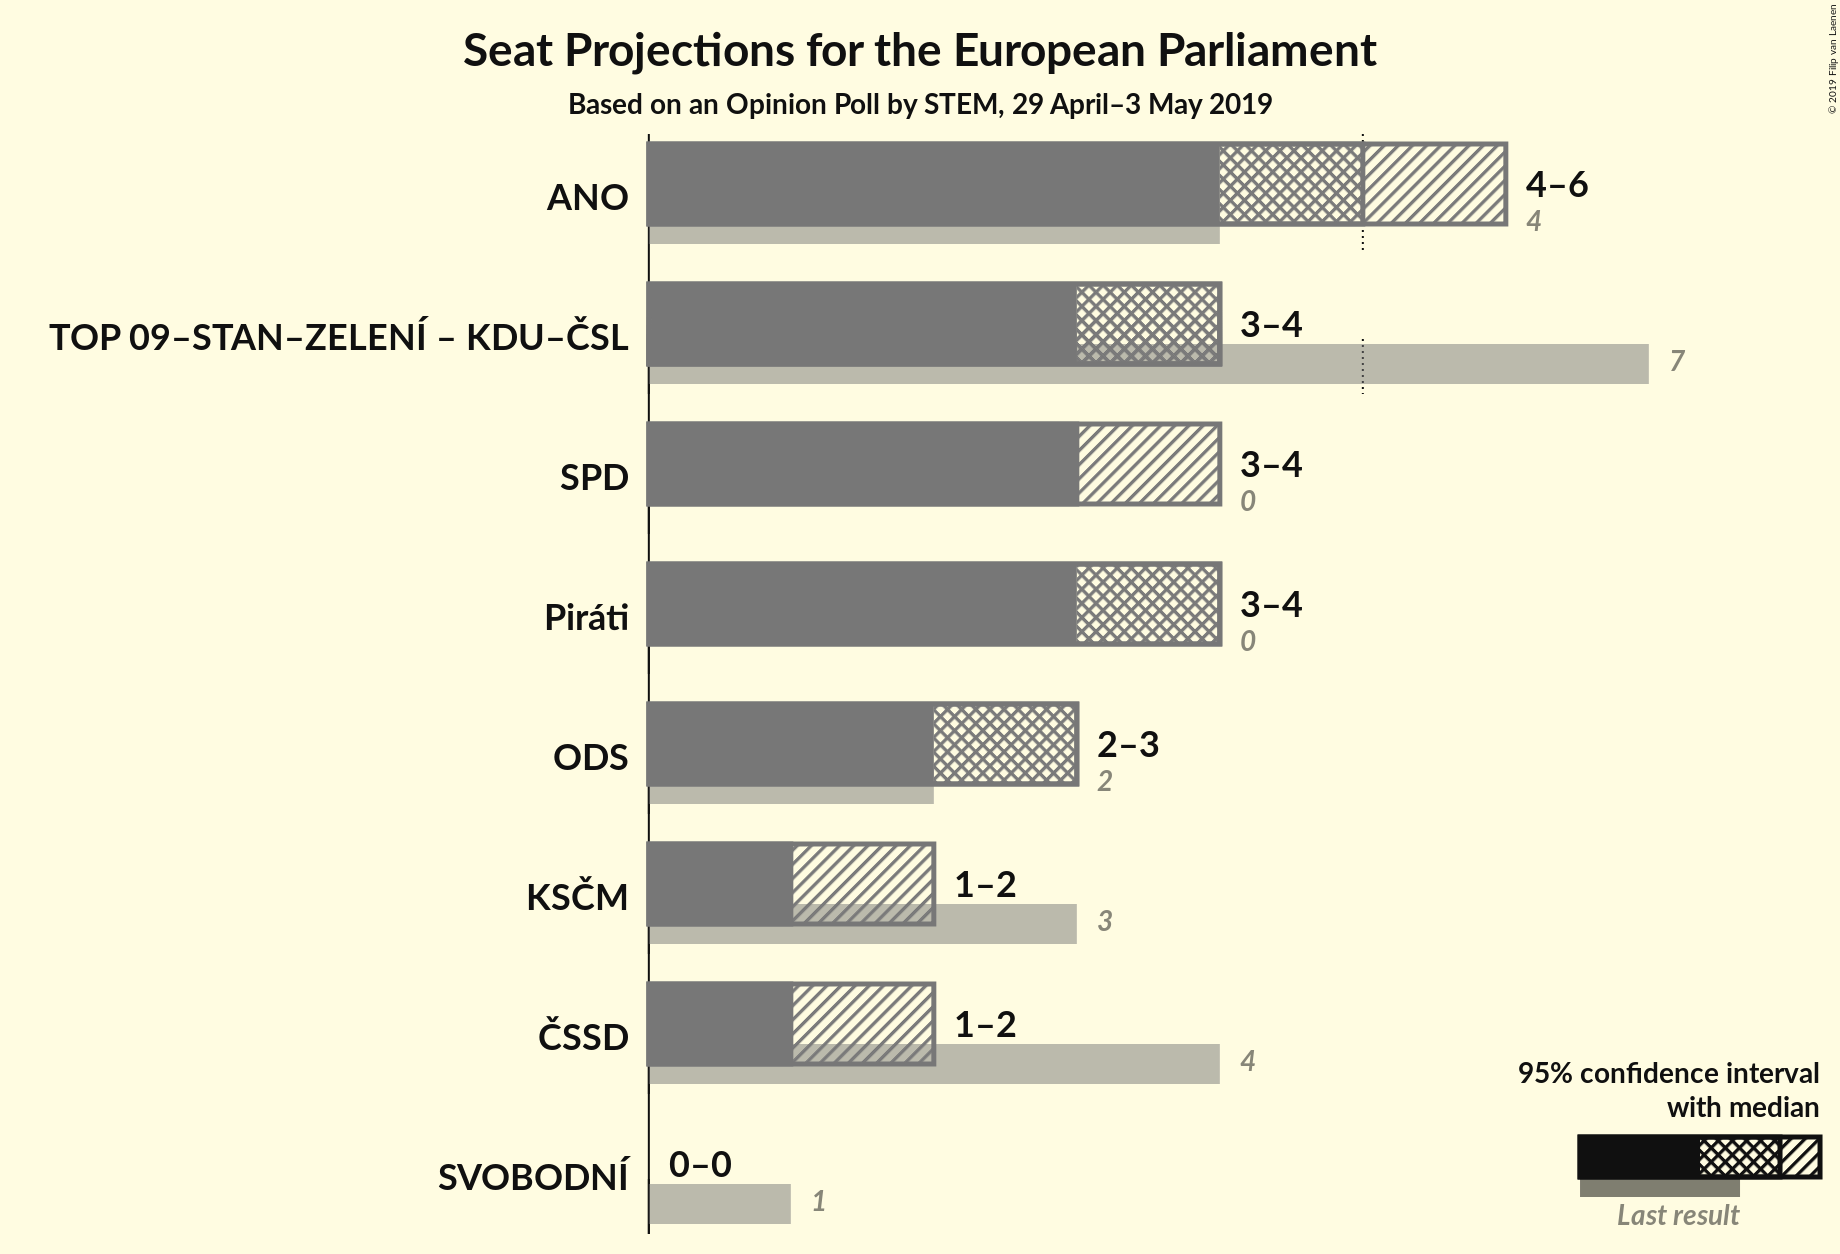 Seat Projections for the European Parliament
Based on an Opinion Poll by STEM, 29 April–3 May 2019
© 2019 Filip van Laenen
ANO
4–6
4
TOP 09–STAN–ZELENÍ – KDU–ČSL
3–4
7
SPD
3–4
0
Piráti
3–4
0
ODS
2–3
2
KSČM
1–2
3
ČSSD
1–2
4
SVOBODNÍ
0–0
1
95% confidence interval
with median
Last result